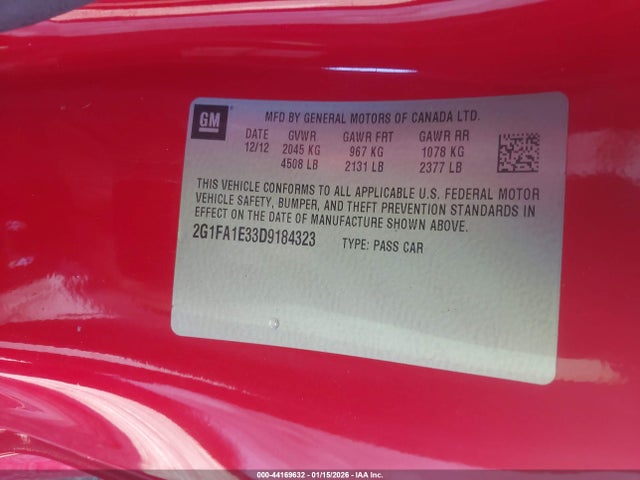 GM
MFD BY GENERAL MOTORS OF CANADA LTD.
DATE GVWR GAWR FRT GAWR RR
12/12 2045 KG 967 KG 1078 KG
4508 LB 2131 LB 2377 LB
THIS VEHICLE CONFORMS TO ALL APPLICABLE U.S. FEDERAL MOTOR
VEHICLE SAFETY, BUMPER, AND THEFT PREVENTION STANDARDS IN
EFFECT ON THE DATE OF MANUFACTURE SHOWN ABOVE.
2G1FA1E33D9184323 TYPE: PASS CAR
000-44169632 - 01/15/2026 - IAA Inc.